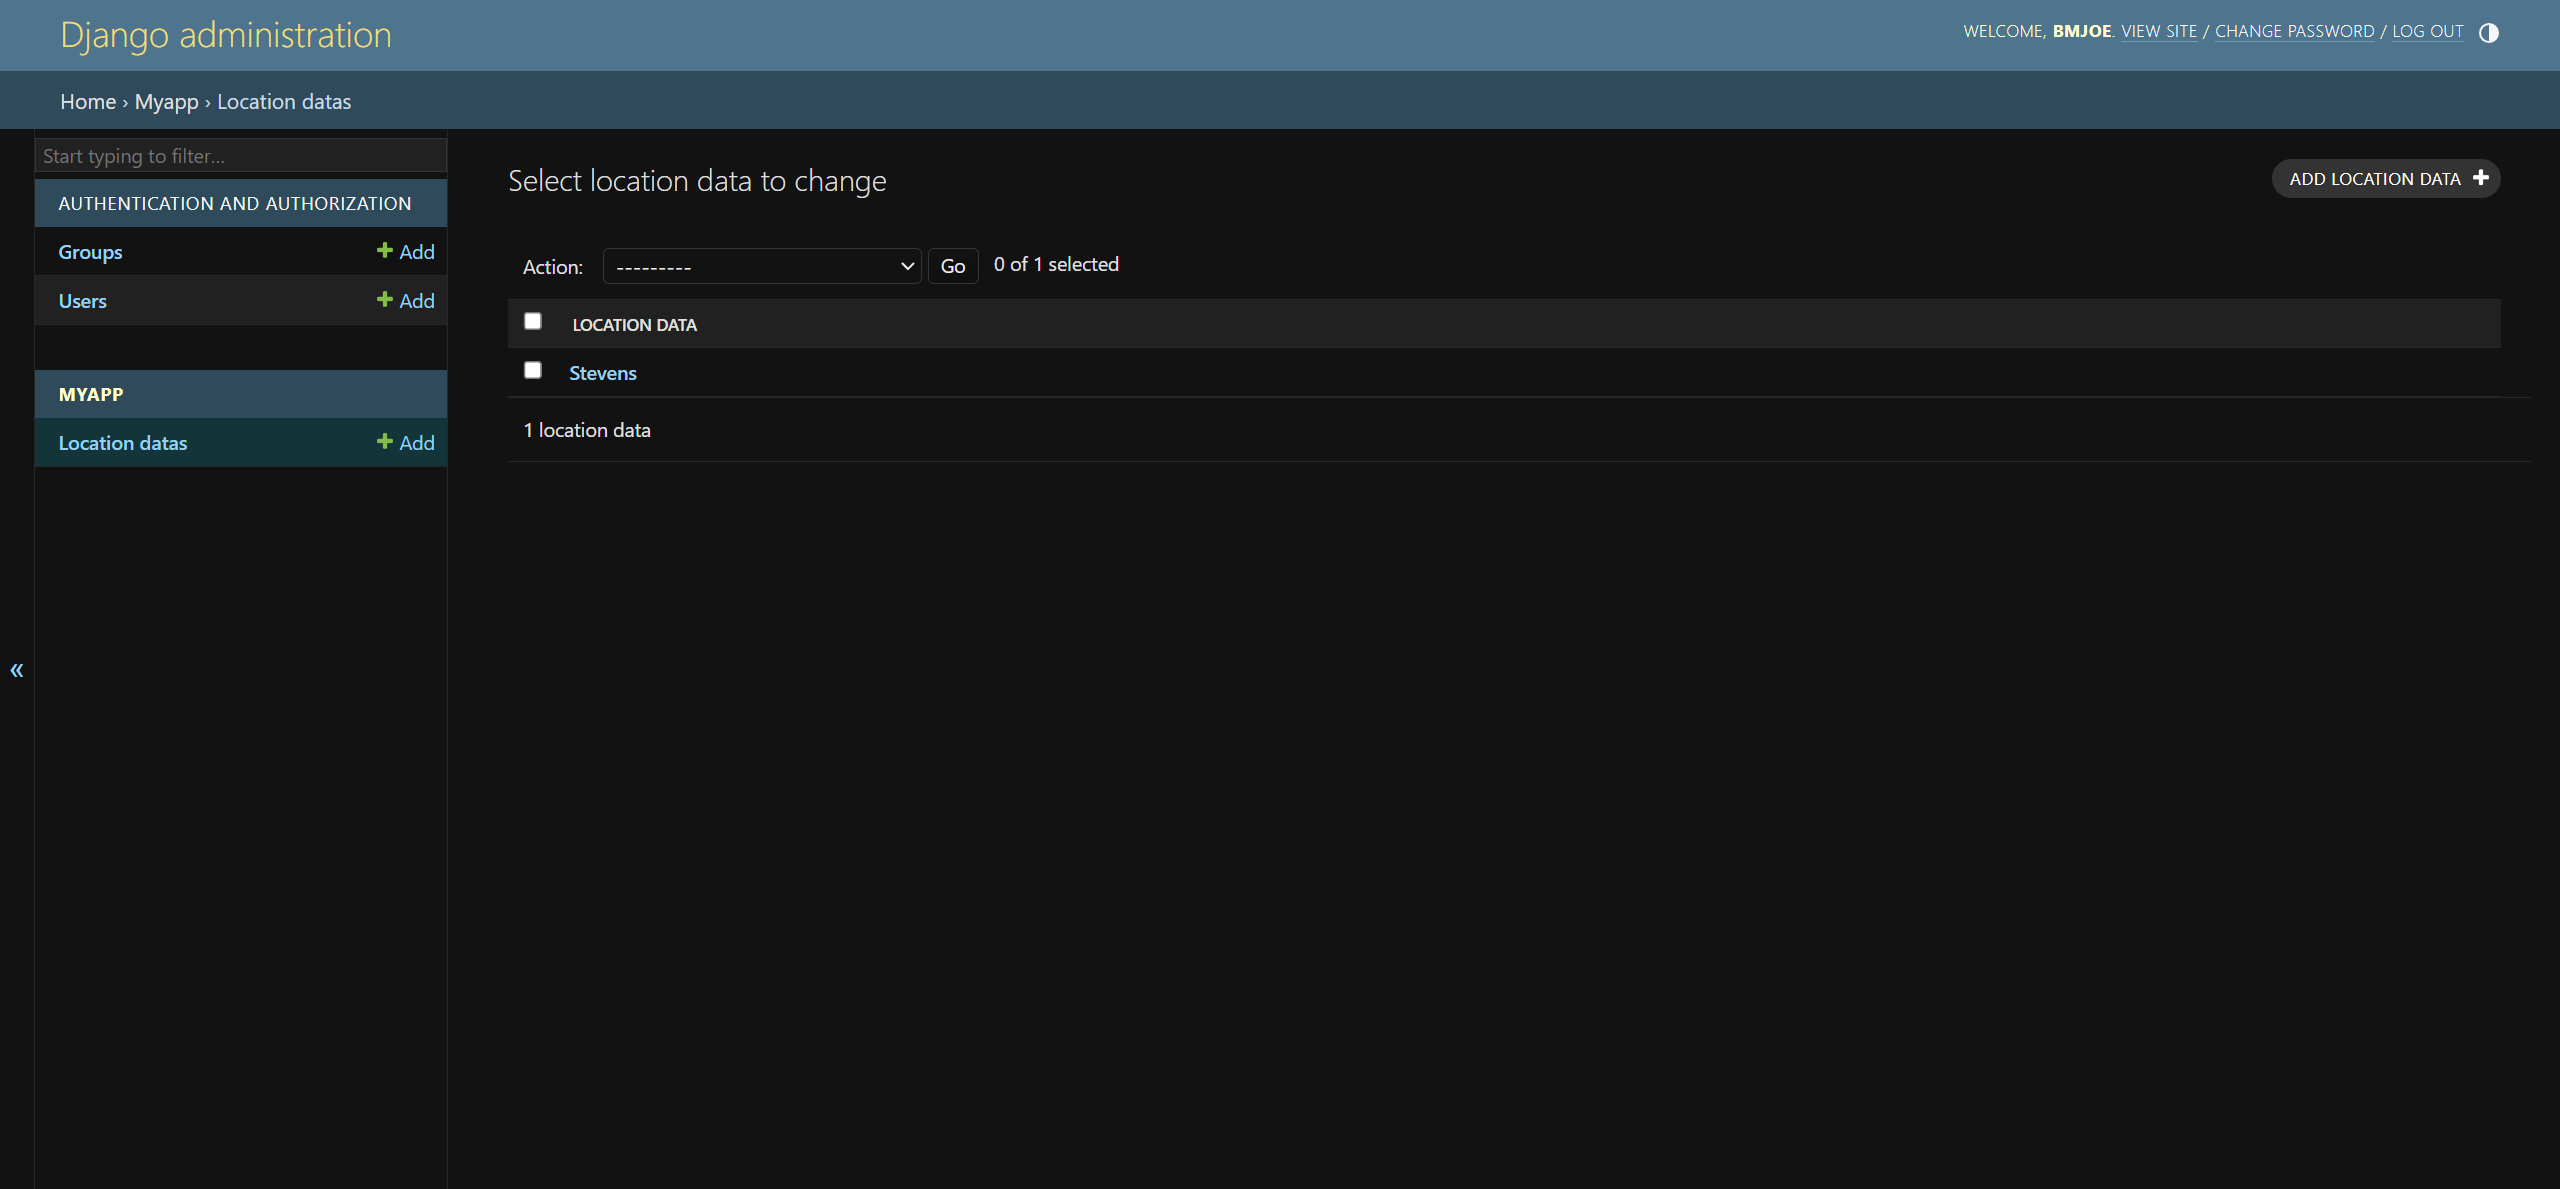 Django administration
WELCOME, BMJOE. VIEW SITE / CHANGE PASSWORD / LOG OUT
Home › Myapp › Location datas
Start typing to filter...
AUTHENTICATION AND AUTHORIZATION
Groups + Add
Users + Add
MYAPP
Location datas + Add
«
Select location data to change
ADD LOCATION DATA +
Action: --------- Go 0 of 1 selected
LOCATION DATA
Stevens
1 location data